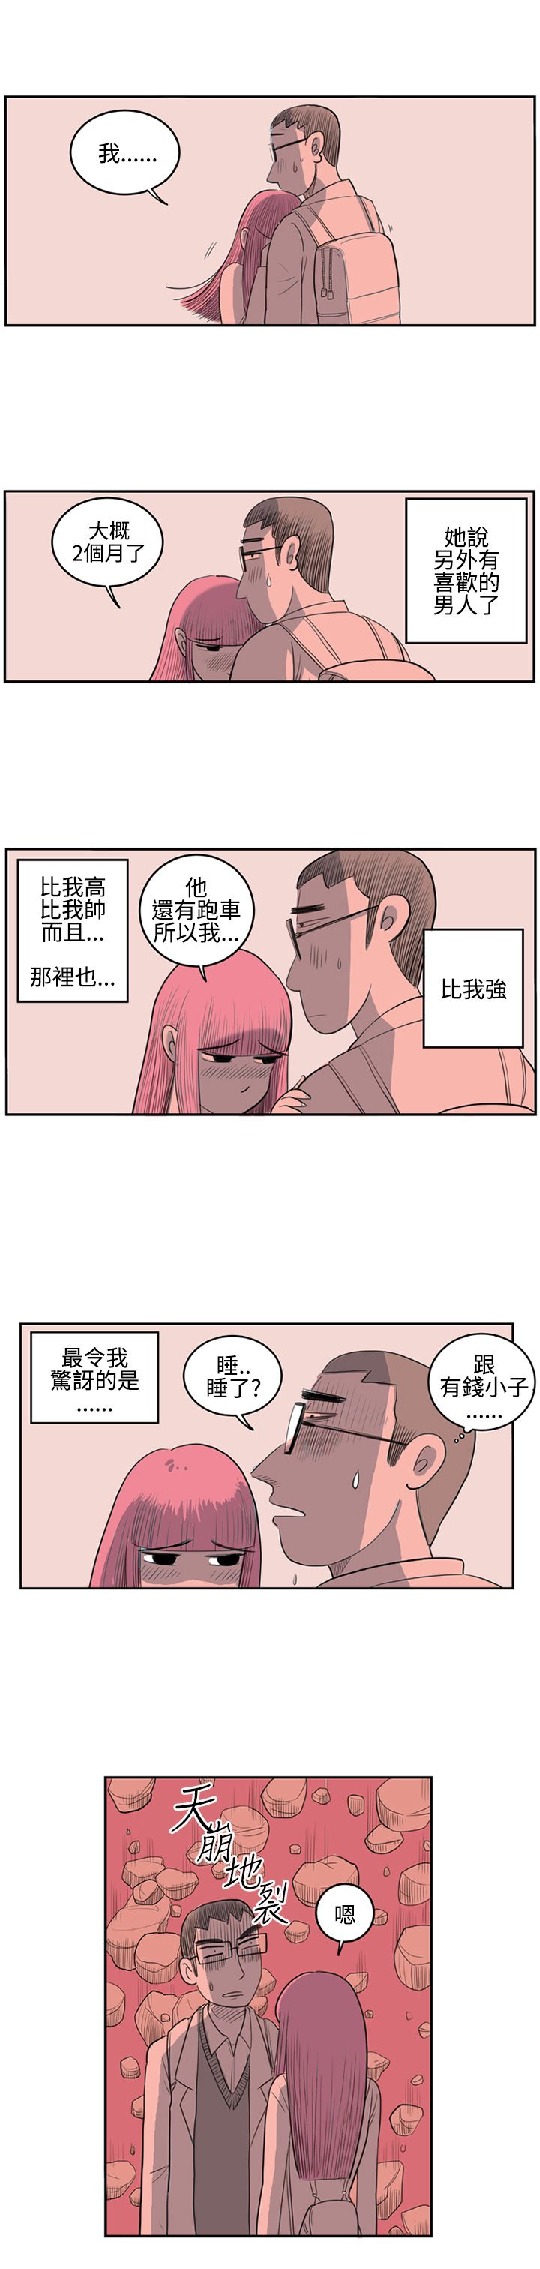 我......
大概
2個月了
她說
另外有
喜歡的
男人了
比我高
比我帥
而且...
那裡也...
他
還有跑車
所以我...
比我強
最令我
驚訝的是
......
睡..
睡了?
跟
有錢小子
......
天崩地裂
嗯